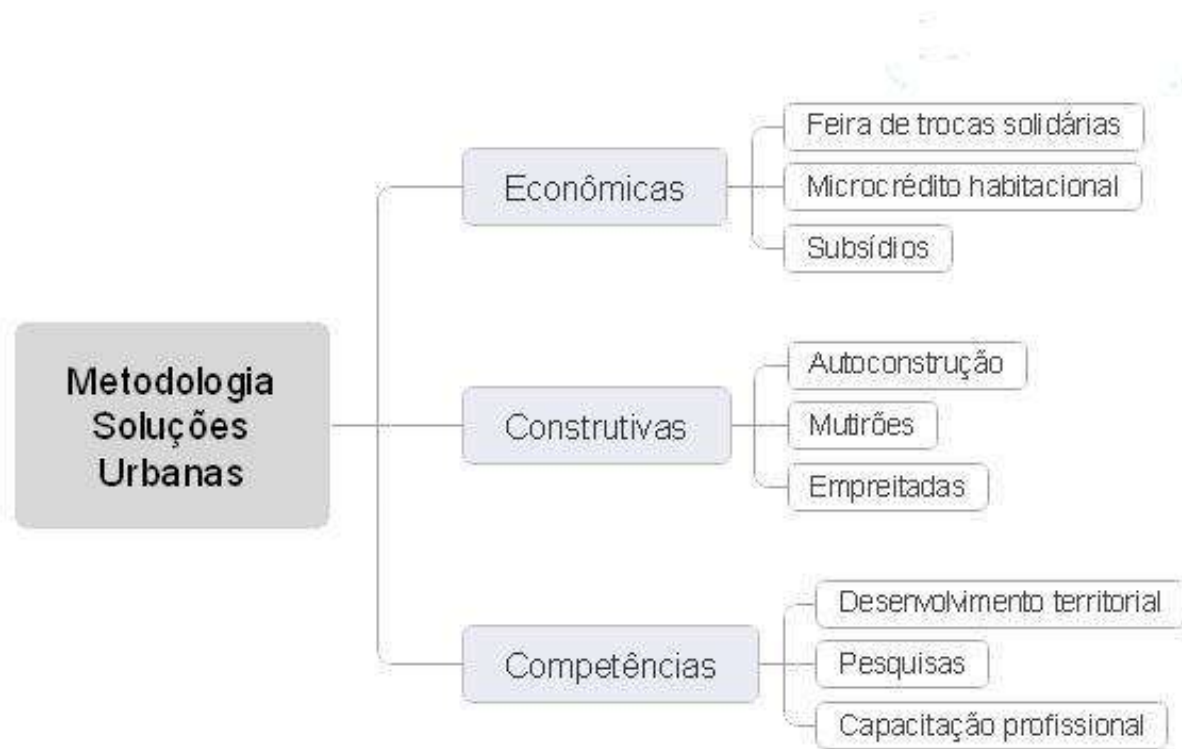 Metodologia
Soluções
Urbanas
Econômicas
Feira de trocas solidárias
Microcrédito habitacional
Subsídios
Construtivas
Autoconstrução
Mutirões
Empreitadas
Competências
Desenvolvimento territorial
Pesquisas
Capacitação profissional